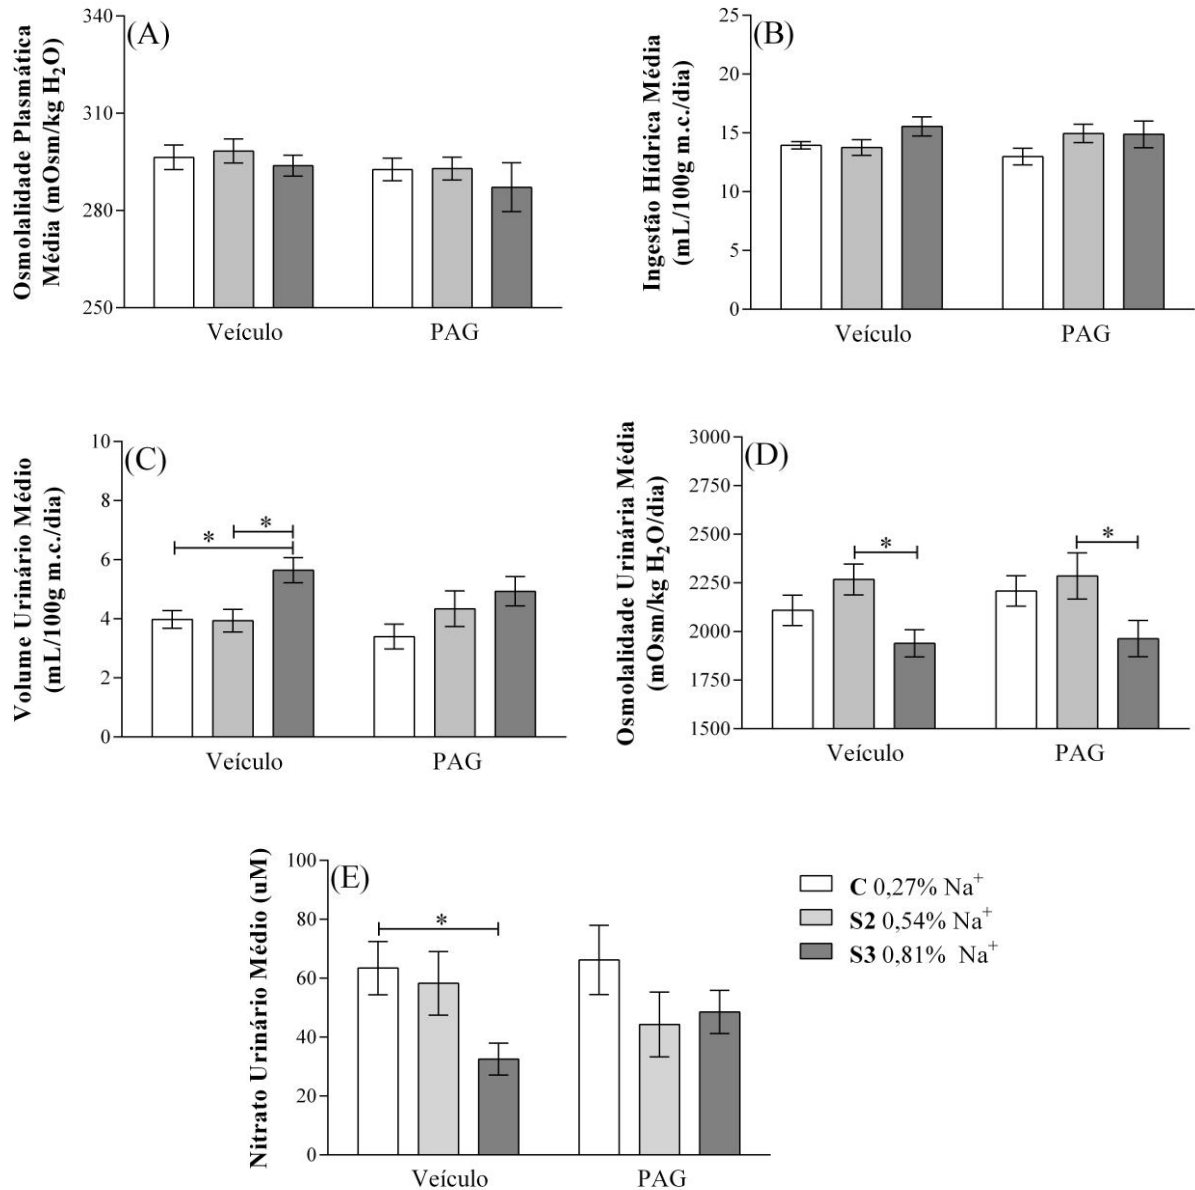 (A)
Osmolalidade Plasmática
Média (mOsm/kg H₂O)
340
310
280
250
Veículo
PAG
(B)
Ingestão Hídrica Média
(mL/100g m.c./dia)
25
20
15
10
5
0
Veículo
PAG
(C)
Volume Urinário Médio
(mL/100g m.c./dia)
10
8
6
4
2
0
*
*
Veículo
PAG
(D)
Osmolalidade Urinária Média
(mOsm/kg H₂O/dia)
3000
2750
2500
2250
2000
1750
1500
*
*
Veículo
PAG
(E)
Nitrato Urinário Médio (uM)
100
80
60
40
20
0
*
Veículo
PAG
C 0,27% Na⁺
S2 0,54% Na⁺
S3 0,81% Na⁺